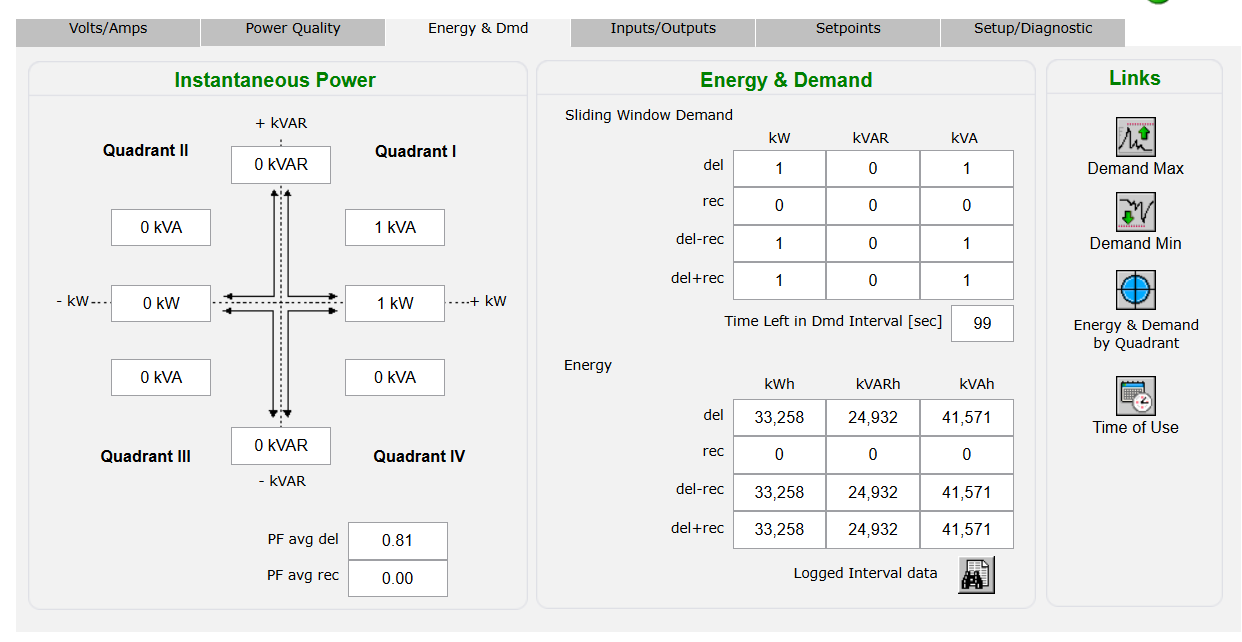 Volts/Amps Power Quality Energy & Dmd Inputs/Outputs Setpoints Setup/Diagnostic
Instantaneous Power
+ kVAR
Quadrant II
0 kVAR
Quadrant I
0 kVA
1 kVA
- kW
0 kW
1 kW
+ kW
0 kVA
0 kVA
0 kVAR
Quadrant III
Quadrant IV
- kVAR
PF avg del 0.81
PF avg rec 0.00
Energy & Demand
Sliding Window Demand
kW kVAR kVA
del 1 0 1
rec 0 0 0
del-rec 1 0 1
del+rec 1 0 1
Time Left in Dmd Interval [sec] 99
Energy
kWh kVARh kVAh
del 33,258 24,932 41,571
rec 0 0 0
del-rec 33,258 24,932 41,571
del+rec 33,258 24,932 41,571
Logged Interval data
Links
Demand Max
Demand Min
Energy & Demand
by Quadrant
Time of Use